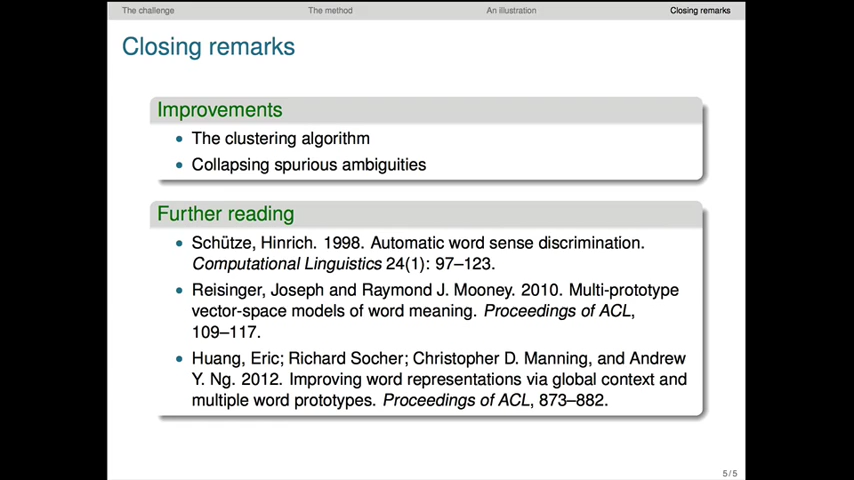 The challenge The method An illustration Closing remarks
Closing remarks
Improvements
• The clustering algorithm
• Collapsing spurious ambiguities
Further reading
• Schütze, Hinrich. 1998. Automatic word sense discrimination.
Computational Linguistics 24(1): 97–123.
• Reisinger, Joseph and Raymond J. Mooney. 2010. Multi-prototype
vector-space models of word meaning. Proceedings of ACL,
109–117.
• Huang, Eric; Richard Socher; Christopher D. Manning, and Andrew
Y. Ng. 2012. Improving word representations via global context and
multiple word prototypes. Proceedings of ACL, 873–882.
5 / 5